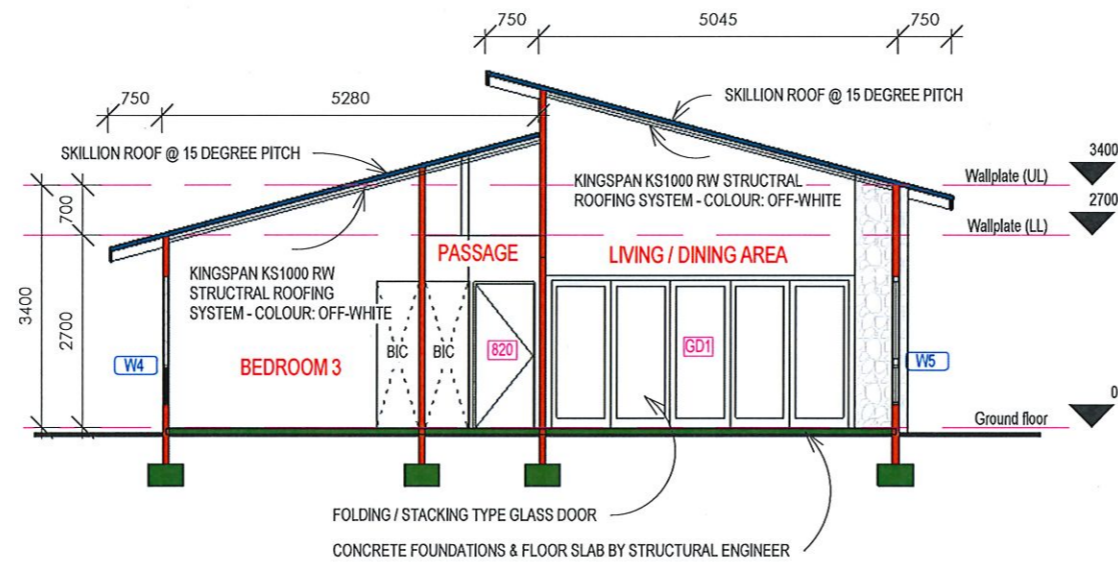 750
5045
750
750
5280
SKILLION ROOF @ 15 DEGREE PITCH
SKILLION ROOF @ 15 DEGREE PITCH
3400
Wallplate (UL)
KINGSPAN KS1000 RW STRUCTRAL
ROOFING SYSTEM - COLOUR: OFF-WHITE
2700
Wallplate (LL)
700
3400
2700
PASSAGE
LIVING / DINING AREA
KINGSPAN KS1000 RW
STRUCTRAL ROOFING
SYSTEM - COLOUR: OFF-WHITE
W4
BEDROOM 3
BIC
BIC
820
GD1
W5
0
Ground floor
FOLDING / STACKING TYPE GLASS DOOR
CONCRETE FOUNDATIONS & FLOOR SLAB BY STRUCTURAL ENGINEER